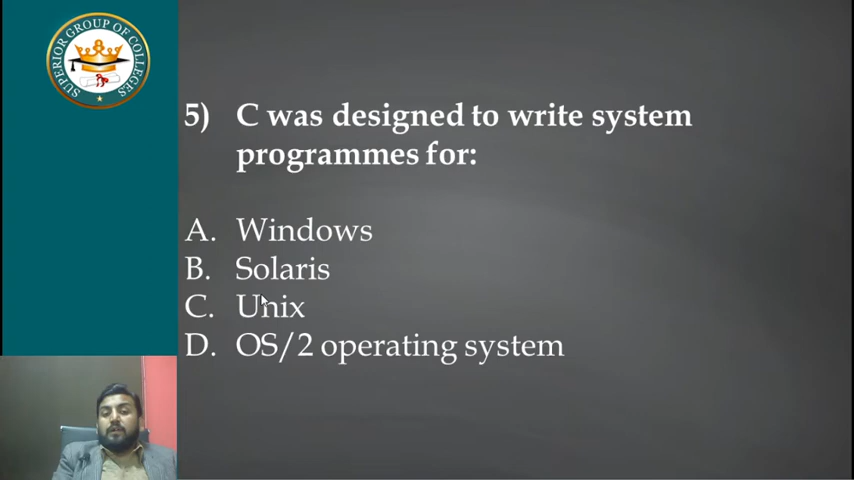 SUPERIOR GROUP OF COLLEGES
5) C was designed to write system
programmes for:
A. Windows
B. Solaris
C. Unix
D. OS/2 operating system